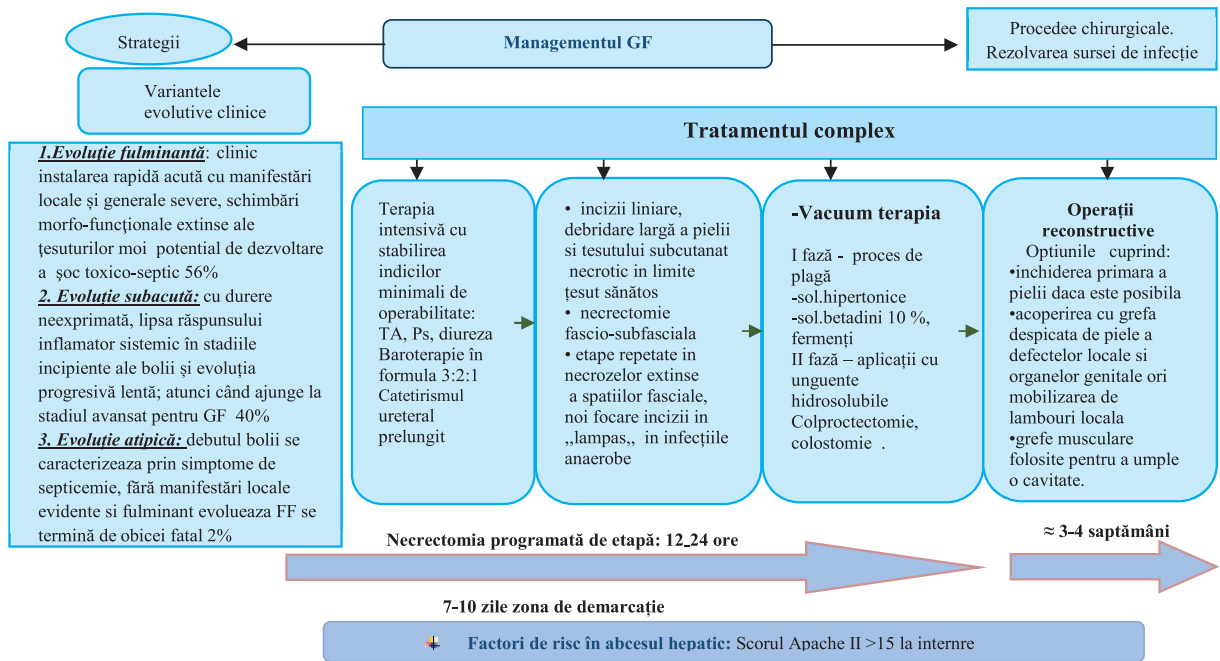 Strategii
Managementul GF
Procedee chirurgicale.
Rezolvarea sursei de infecție
Variantele
evolutive clinice
Tratamentul complex
1.Evoluție fulminantă: clinic
instalarea rapidă acută cu manifestări
locale și generale severe, schimbări
morfo-funcționale extinse ale
țesuturilor moi potential de dezvoltare
a șoc toxico-septic 56%
2. Evoluție subacută: cu durere
neexprimată, lipsa răspunsului
inflamator sistemic în stadiile
incipiente ale bolii și evoluția
progresivă lentă; atunci când ajunge la
stadiul avansat pentru GF 40%
3. Evoluție atipică: debutul bolii se
caracterizeaza prin simptome de
septicemie, fără manifestări locale
evidente si fulminant evolueaza FF se
termină de obicei fatal 2%
Terapia
intensivă cu
stabilirea
indicilor
minimali de
operabilitate:
TA, Ps, diureza
Baroterapie în
formula 3:2:1
Catetirismul
ureteral
prelungit
• incizii liniare,
debridare largă a pielii
si tesutului subcutanat
necrotic in limite
țesut sănătos
• necrectomie
fascio-subfasciala
• etape repetate in
necrozelor extinse
a spatiilor fasciale,
noi focare incizii in
,,lampas,, in infecțiile
anaerobe
-Vacuum terapia
I fază - proces de
plagă
-sol.hipertonice
-sol.betadini 10 %,
fermenți
II fază – aplicații cu
unguente
hidrosolubile
Colproctectomie,
colostomie .
Operații
reconstructive
Optiunile cuprind:
•inchiderea primara a
pielii daca este posibila
•acoperirea cu grefa
despicata de piele a
defectelor locale si
organelor genitale ori
mobilizarea de
lambouri locala
•grefe musculare
folosite pentru a umple
o cavitate.
Necrectomia programată de etapă: 12_24 ore
≈ 3-4 saptămâni
7-10 zile zona de demarcație
Factori de risc în abcesul hepatic: Scorul Apache II >15 la internre